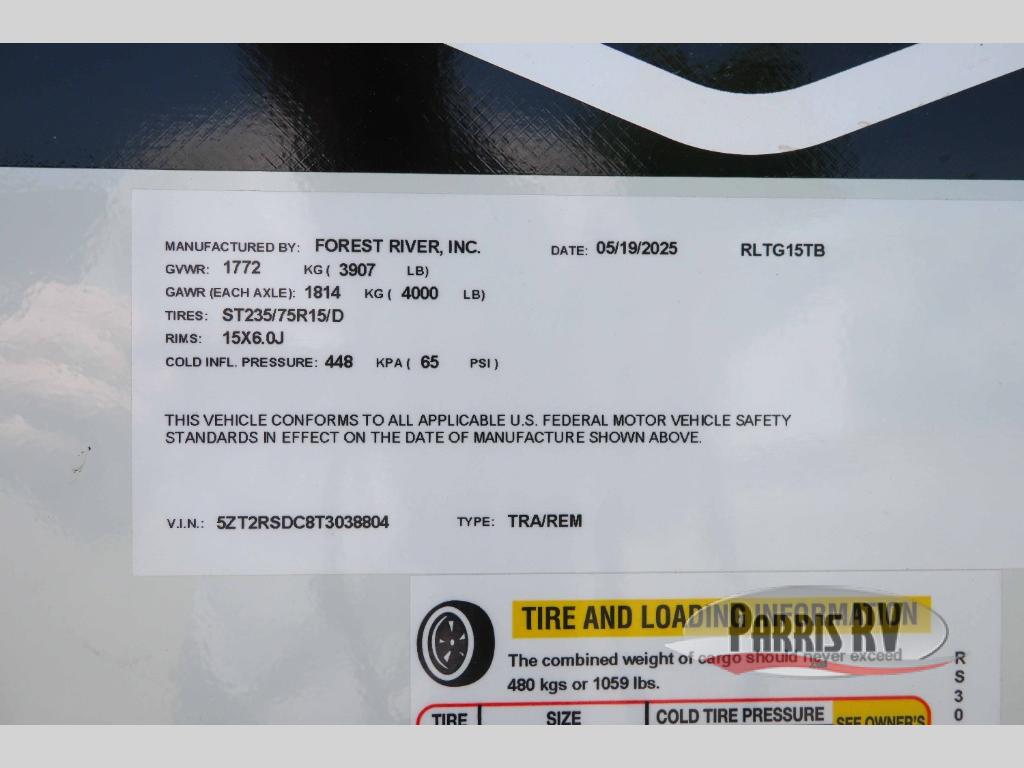 MANUFACTURED BY: FOREST RIVER, INC. DATE: 05/19/2025 RLTG15TB
GVWR: 1772 KG ( 3907 LB)
GAWR (EACH AXLE): 1814 KG ( 4000 LB)
TIRES: ST235/75R15/D
RIMS: 15X6.0J
COLD INFL. PRESSURE: 448 KPA ( 65 PSI )
THIS VEHICLE CONFORMS TO ALL APPLICABLE U.S. FEDERAL MOTOR VEHICLE SAFETY
STANDARDS IN EFFECT ON THE DATE OF MANUFACTURE SHOWN ABOVE.
V.I.N.: 5ZT2RSDC8T3038804 TYPE: TRA/REM
TIRE AND LOADING INFORMATION
PARRIS RV
The combined weight of cargo should never exceed
480 kgs or 1059 lbs.
TIRE SIZE COLD TIRE PRESSURE SEE OWNER'S
RS30